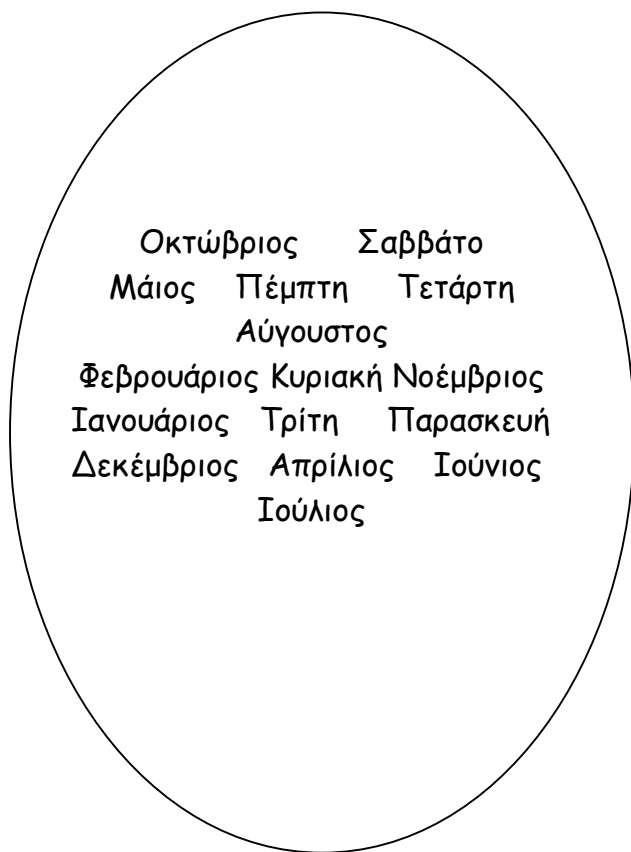 Οκτώβριος Σαββάτο
Μάιος Πέμπτη Τετάρτη
Αύγουστος
Φεβρουάριος Κυριακή Νοέμβριος
Ιανουάριος Τρίτη Παρασκευή
Δεκέμβριος Απρίλιος Ιούνιος
Ιούλιος